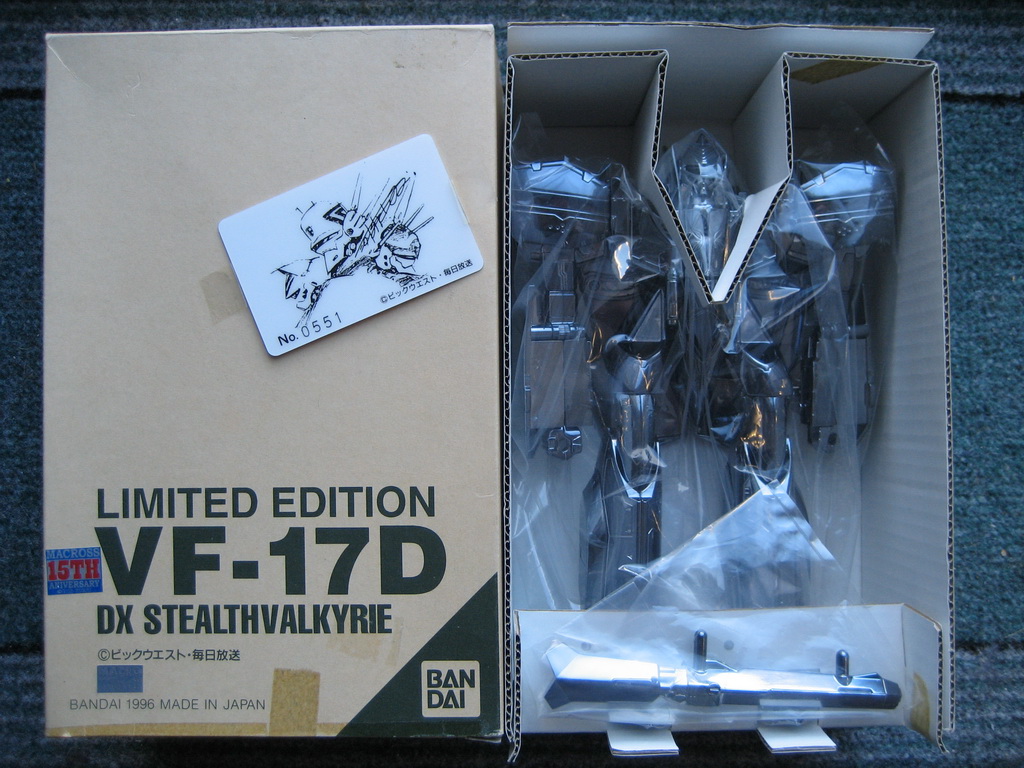 ©ビックウエスト・毎日放送
No. 0551
LIMITED EDITION
VF-17D
MACROSS
15TH
ANIVERSARY
DX STEALTHVALKYRIE
©ビックウエスト・毎日放送
BANDAI 1996 MADE IN JAPAN
BAN
DAI